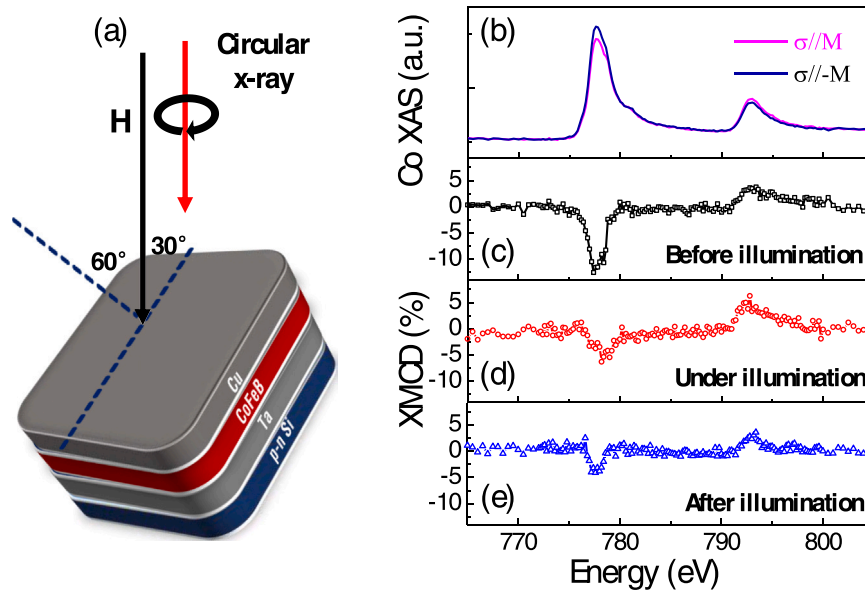 (a)
Circular
x-ray
H
60°
30°
Cu
CoFeB
Ta
p-n Si
(b)
σ//M
σ//-M
Co XAS (a.u.)
5
0
-5
-10
(c)
Before illumination
XMCD (%)
5
0
-5
-10
(d)
Under illumination
5
0
-5
-10
(e)
After illumination
770
780
790
800
Energy (eV)